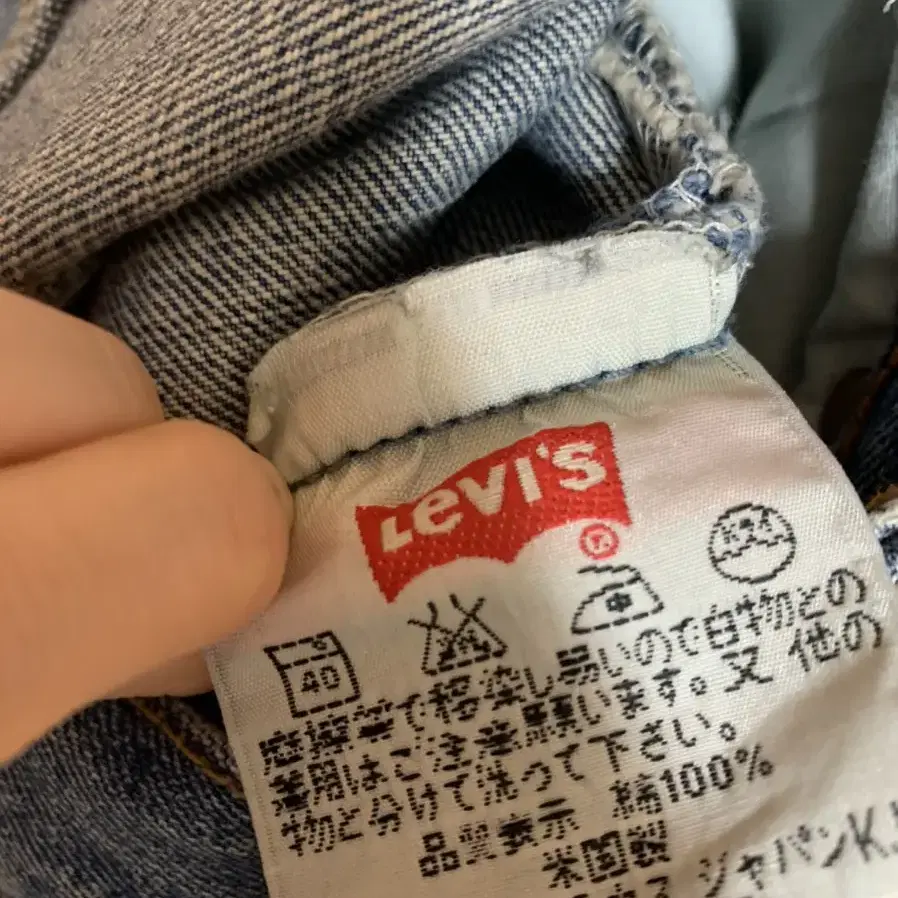 LEVI'S
®
40
摩擦等で移染し易いので白物との
着用はご注意願います。又 他の
物と分けて洗って下さい。
品質表示 綿100%
米国製
ジャパンK.